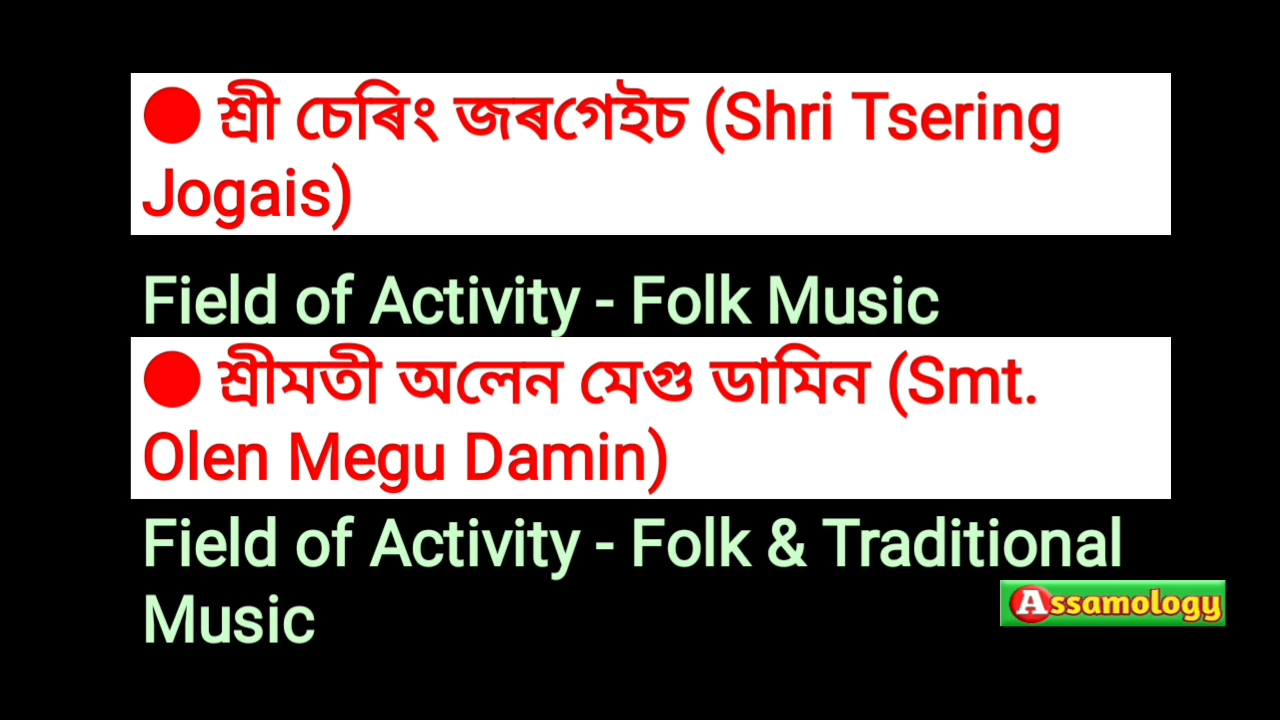 ● শ্ৰী চেৰিং জৰগেইচ (Shri Tsering
Jogais)
Field of Activity - Folk Music
● শ্ৰীমতী অলেন মেগু ডামিন (Smt.
Olen Megu Damin)
Field of Activity - Folk & Traditional
Music
Assamology